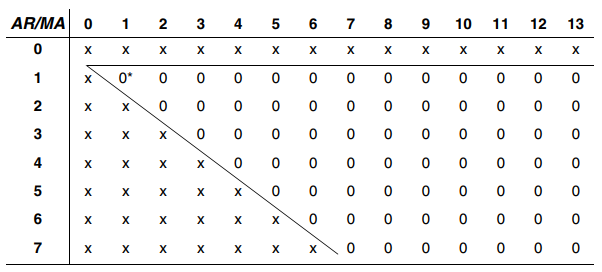 AR/MA 0 1 2 3 4 5 6 7 8 9 10 11 12 13
0 x x x x x x x x x x x x x x
1 x 0* 0 0 0 0 0 0 0 0 0 0 0 0
2 x x 0 0 0 0 0 0 0 0 0 0 0 0
3 x x x 0 0 0 0 0 0 0 0 0 0 0
4 x x x x 0 0 0 0 0 0 0 0 0 0
5 x x x x x 0 0 0 0 0 0 0 0 0
6 x x x x x x 0 0 0 0 0 0 0 0
7 x x x x x x x 0 0 0 0 0 0 0